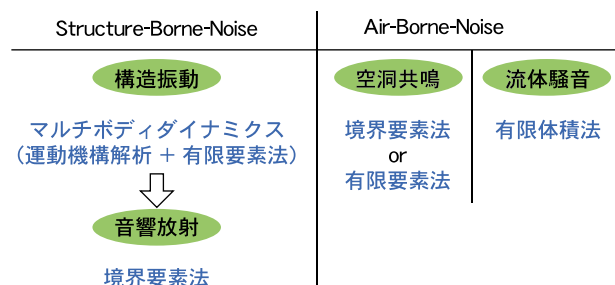 Structure-Borne-Noise
構造振動
マルチボディダイナミクス
(運動機構解析 + 有限要素法)
音響放射
境界要素法
Air-Borne-Noise
空洞共鳴
境界要素法
or
有限要素法
流体騒音
有限体積法